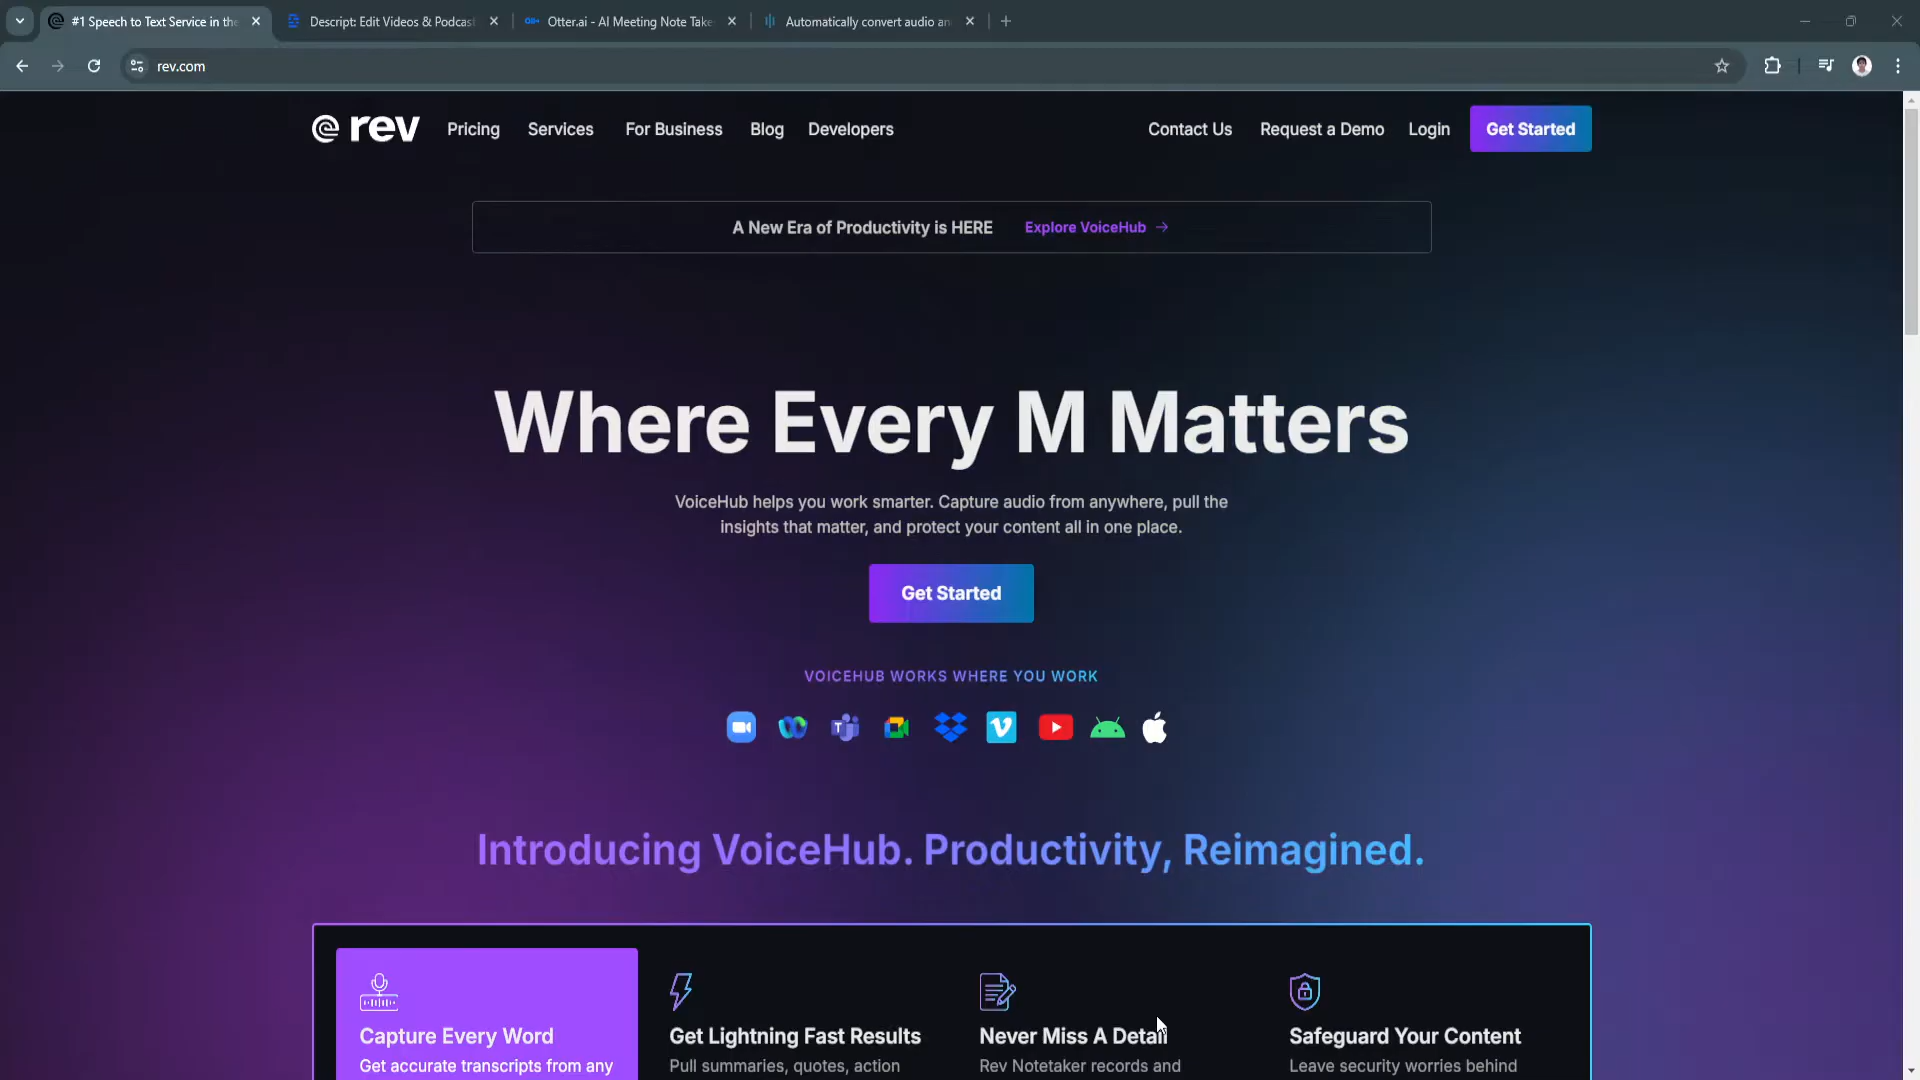 #1 Speech to Text Service in the
Descript: Edit Videos & Podcas
Otter.ai - AI Meeting Note Take
Automatically convert audio an
rev.com
rev
Pricing
Services
For Business
Blog
Developers
Contact Us
Request a Demo
Login
Get Started
A New Era of Productivity is HERE
Explore VoiceHub →
Where Every M Matters
VoiceHub helps you work smarter. Capture audio from anywhere, pull the
insights that matter, and protect your content all in one place.
Get Started
VOICEHUB WORKS WHERE YOU WORK
Introducing VoiceHub. Productivity, Reimagined.
Capture Every Word
Get accurate transcripts from any
Get Lightning Fast Results
Pull summaries, quotes, action
Never Miss A Detail
Rev Notetaker records and
Safeguard Your Content
Leave security worries behind